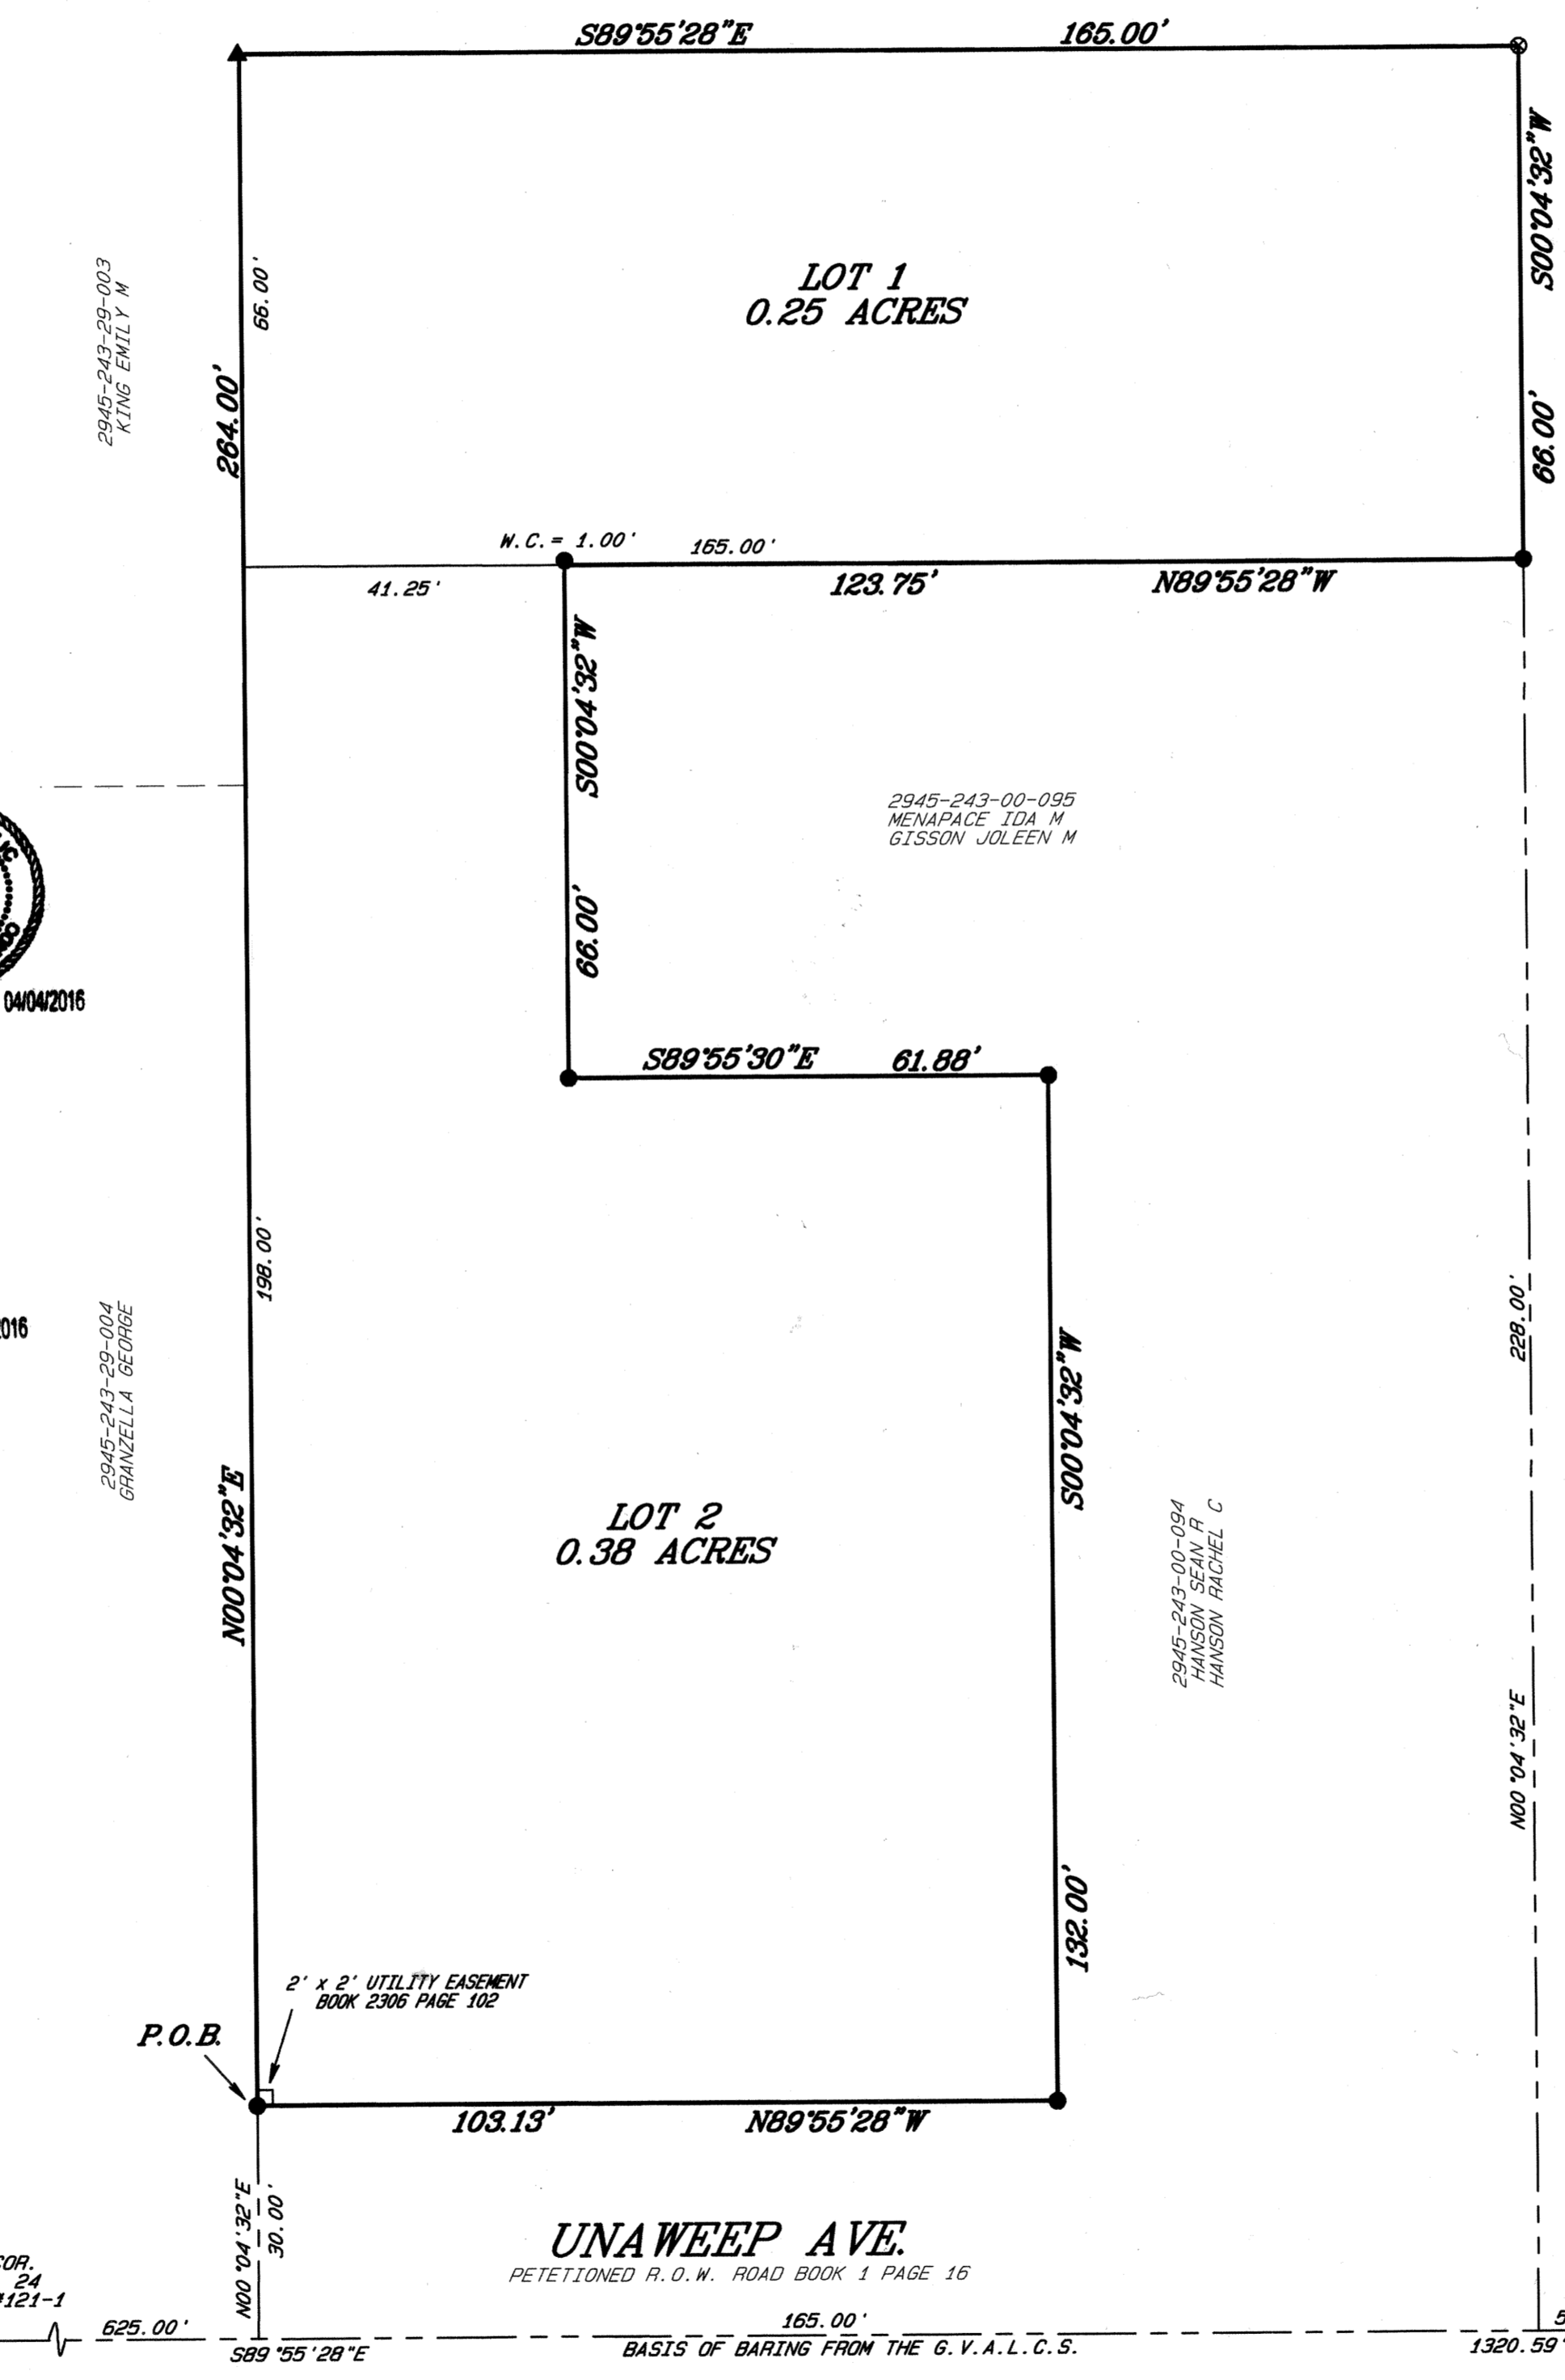 S89°55'28"E 165.00'
S00°04'32"W
66.00'
2945-243-29-003
KING EMILY M
66.00'
264.00'
LOT 1
0.25 ACRES
W.C.= 1.00' 165.00'
41.25' 123.75' N89°55'28"W
S00°04'32"W
66.00'
2945-243-00-095
MENAPACE IDA M
GISSON JOLEEN M
04/04/2016
S89°55'30"E 61.88'
198.00'
2945-243-29-004
GRANZELLA GEORGE
016
228.00'
S00°04'32"W
132.00'
N00°04'32"E
LOT 2
0.38 ACRES
2945-243-00-094
HANSON SEAN R
HANSON RACHEL C
N00°04'32"E
2' x 2' UTILITY EASEMENT
BOOK 2306 PAGE 102
P.O.B.
103.13' N89°55'28"W
N00°04'32"E
30.00'
UNAWEEP AVE.
PETETIONED R.O.W. ROAD BOOK 1 PAGE 16
COR.
24
121-1
625.00' 165.00' 5
S89°55'28"E BASIS OF BARING FROM THE G.V.A.L.C.S. 1320.59'